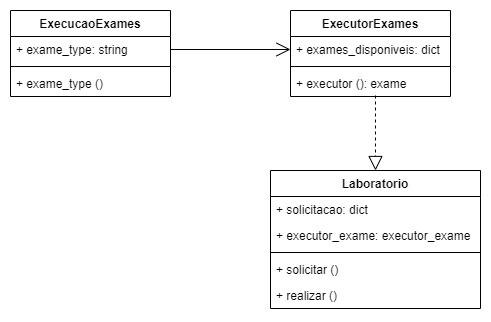 ExecucaoExames
+ exame_type: string
+ exame_type ()
ExecutorExames
+ exames_disponiveis: dict
+ executor (): exame
Laboratorio
+ solicitacao: dict
+ executor_exame: executor_exame
+ solicitar ()
+ realizar ()